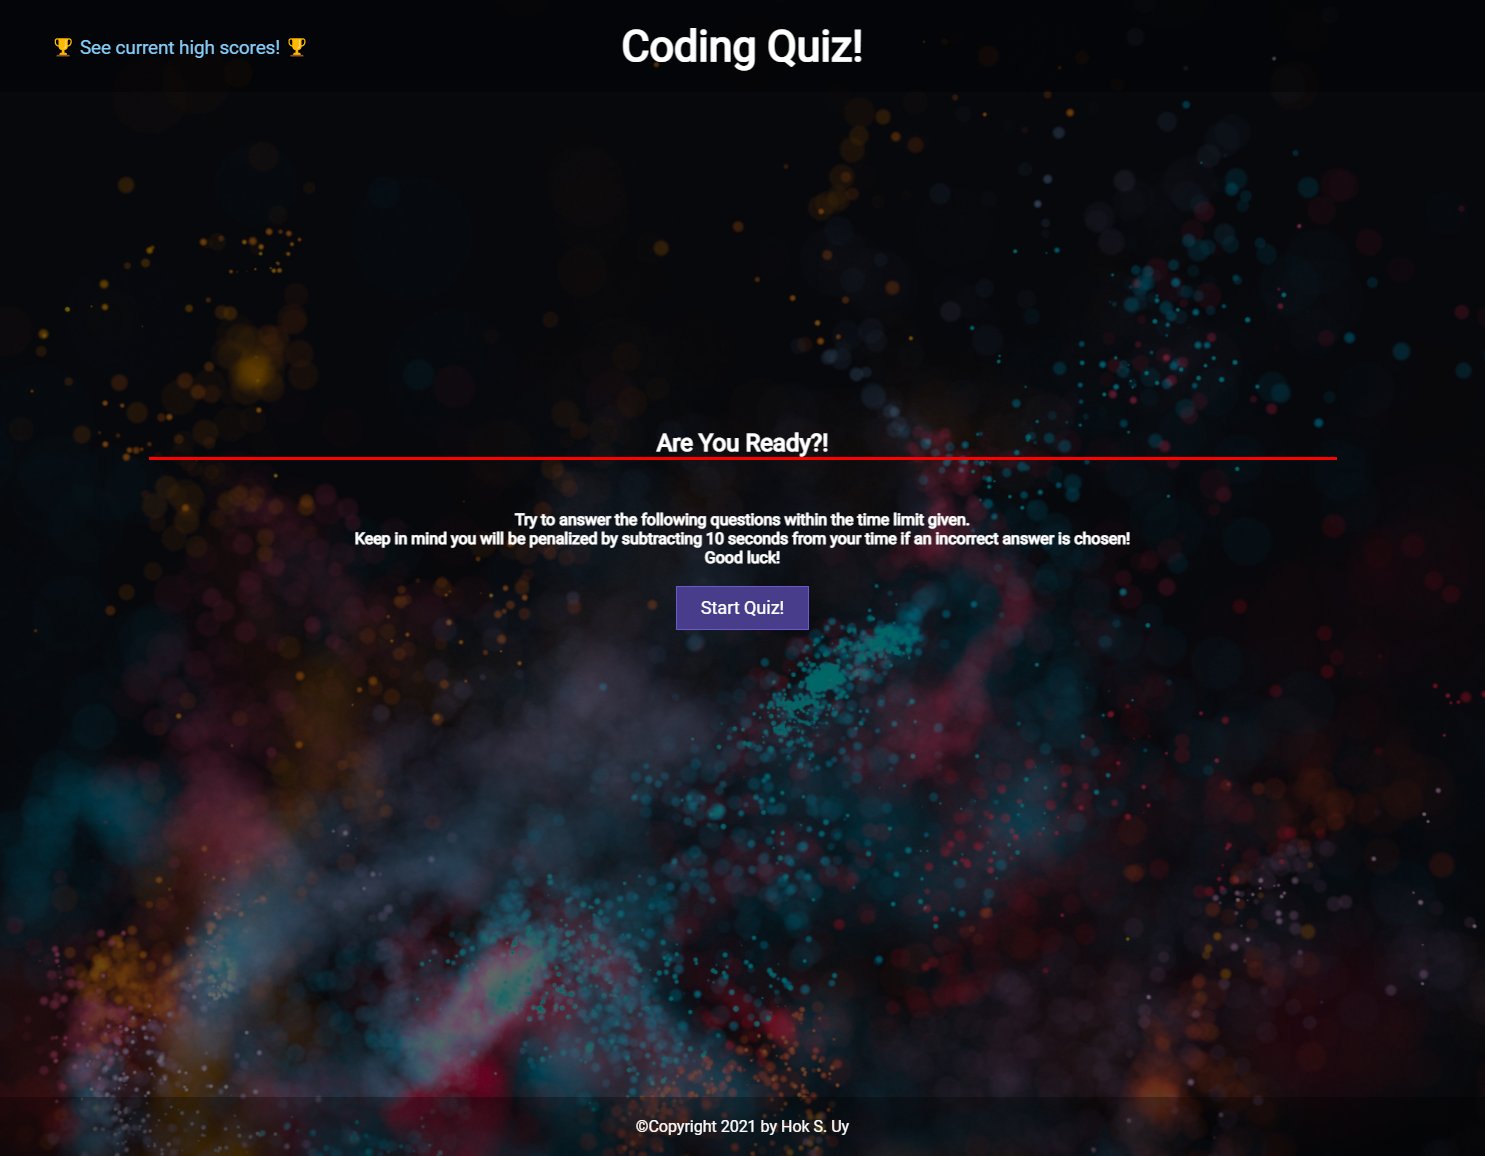 🏆 See current high scores! 🏆
Coding Quiz!
Are You Ready?!
Try to answer the following questions within the time limit given.
Keep in mind you will be penalized by subtracting 10 seconds from your time if an incorrect answer is chosen!
Good luck!
Start Quiz!
©Copyright 2021 by Hok S. Uy